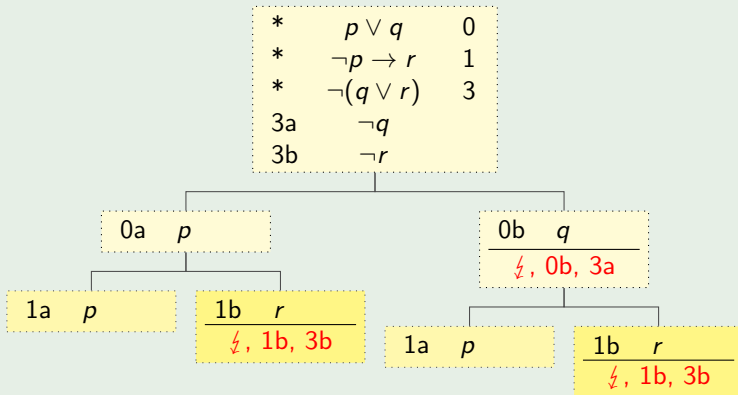 * p ∨ q 0
* ¬p → r 1
* ¬(q ∨ r) 3
3a ¬q
3b ¬r
0a p
0b q
↯, 0b, 3a
1a p
1b r
↯, 1b, 3b
1a p
1b r
↯, 1b, 3b